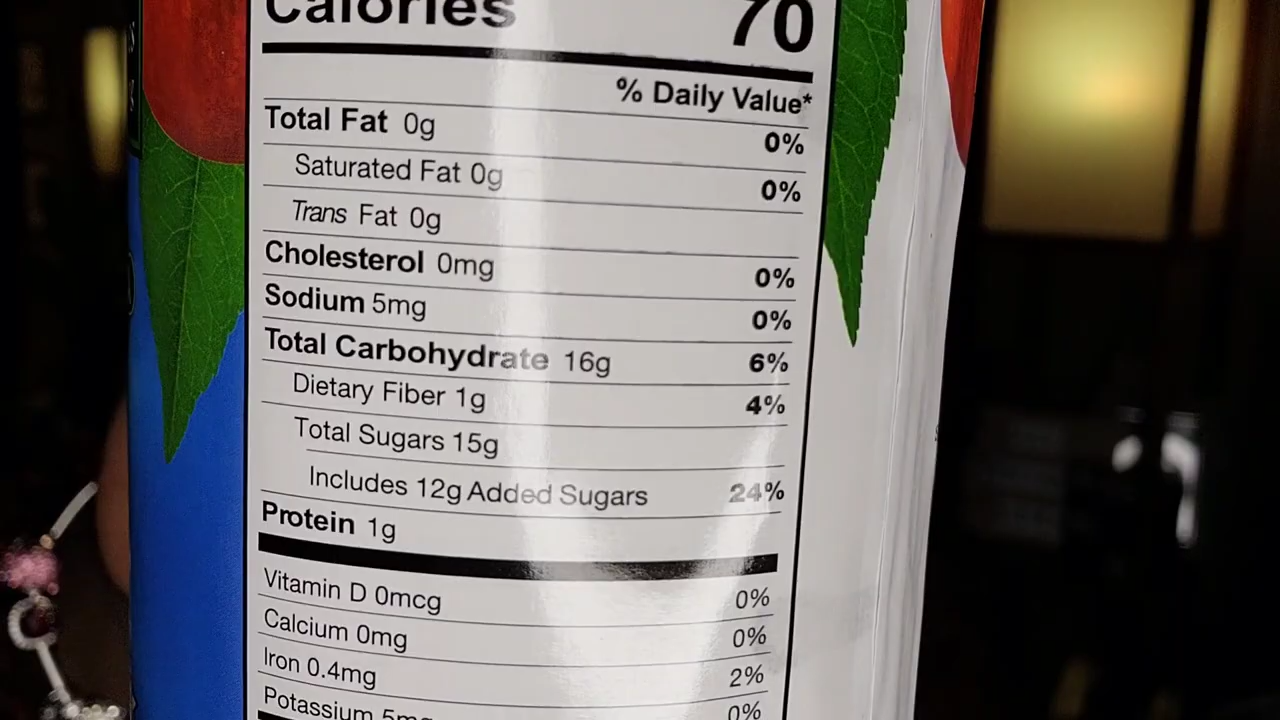 Calories 70
% Daily Value*
Total Fat 0g 0%
Saturated Fat 0g 0%
Trans Fat 0g
Cholesterol 0mg 0%
Sodium 5mg 0%
Total Carbohydrate 16g 6%
Dietary Fiber 1g 4%
Total Sugars 15g
Includes 12g Added Sugars 24%
Protein 1g
Vitamin D 0mcg 0%
Calcium 0mg 0%
Iron 0.4mg 2%
Potassium 5mg 0%